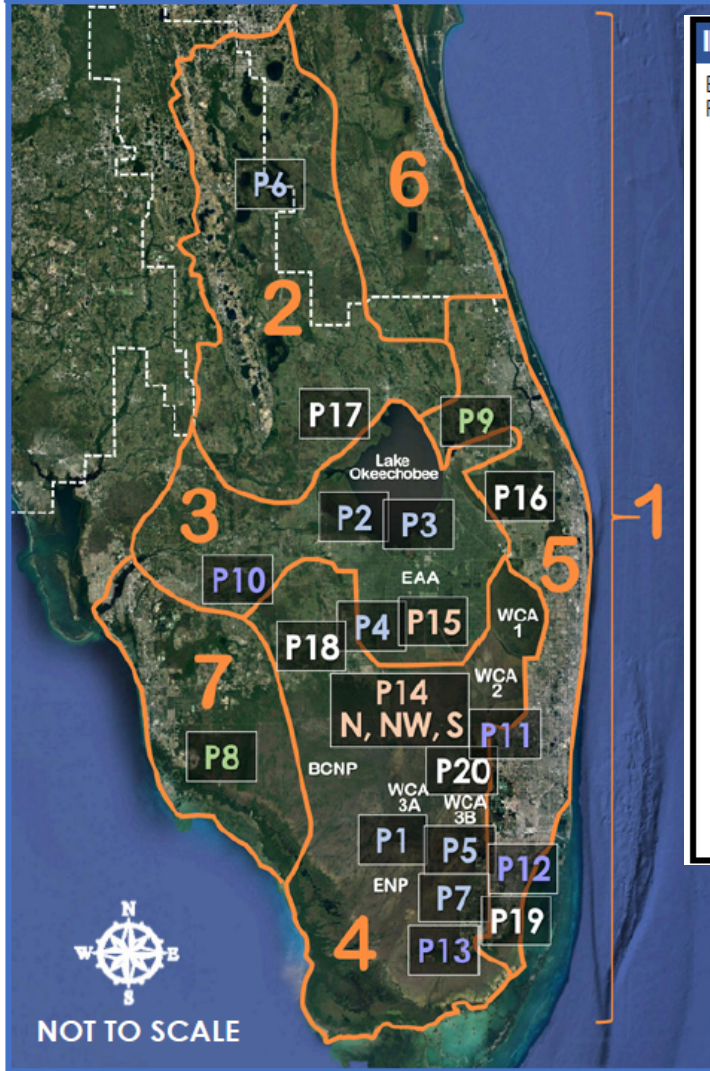 6
P6
2
P17
P9
Lake
Okeechobee
P16
3
P2
P3
1
5
P10
EAA
WCA
1
P4
P15
P18
7
WCA
2
P14
N, NW, S
P11
P8
BCNP
P20
WCA
3A
WCA
3B
P1
P5
P12
ENP
P7
P19
4
P13
N
W
E
S
NOT TO SCALE